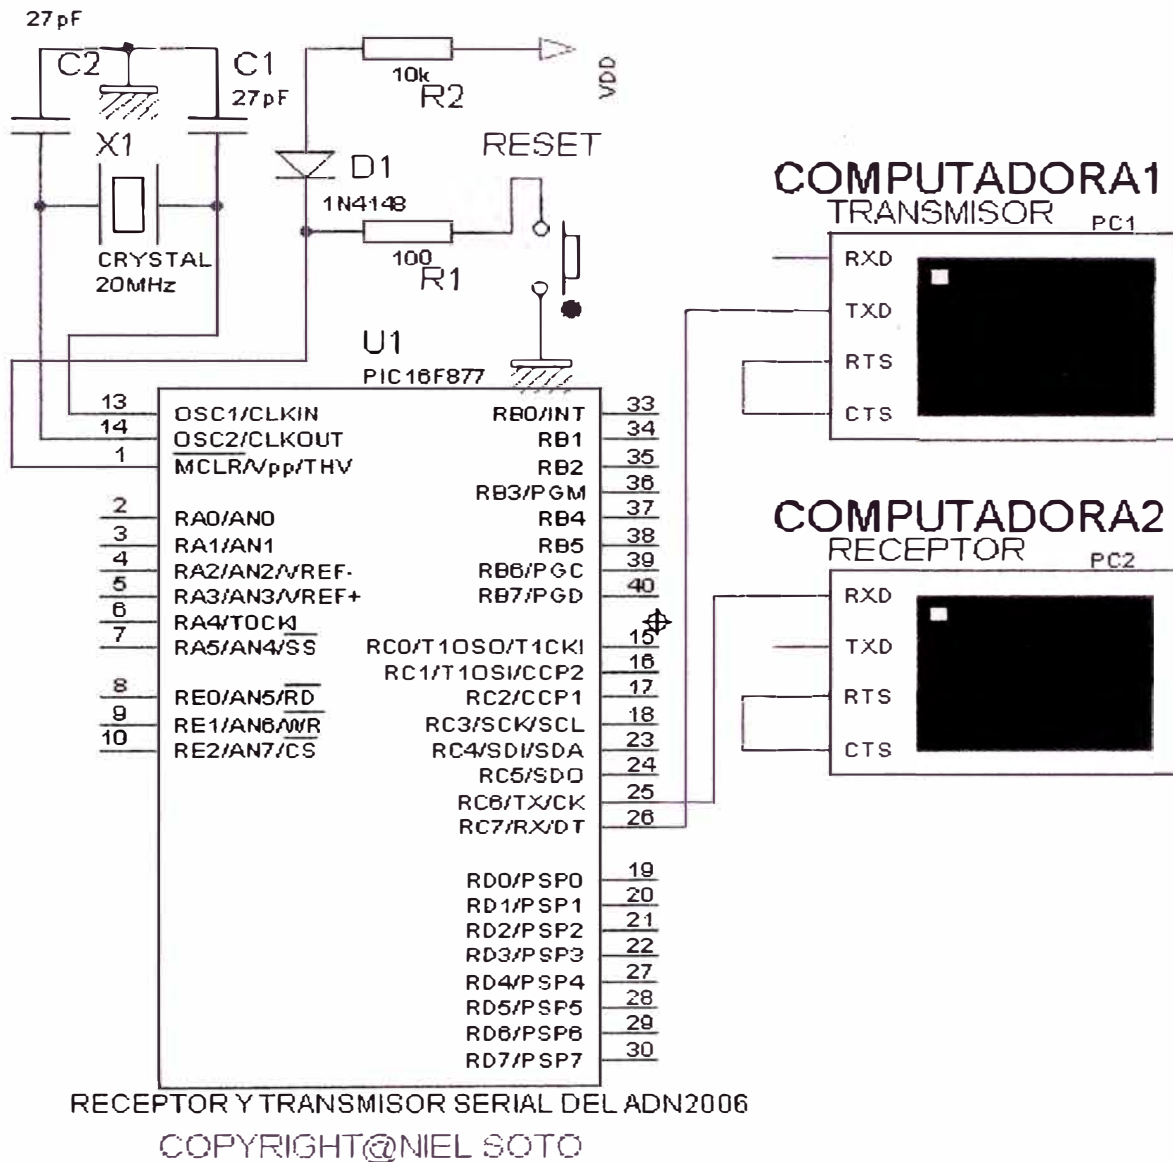 27pF
C2
C1
27pF
X1
CRYSTAL
20MHz
10k
R2
VDD
D1
1N4148
RESET
100
R1
U1
PIC16F877
13 OSC1/CLKIN
14 OSC2/CLKOUT
1 MCLR/Vpp/THV
2 RA0/AN0
3 RA1/AN1
4 RA2/AN2/VREF-
5 RA3/AN3/VREF+
6 RA4/T0CKI
7 RA5/AN4/SS
8 RE0/AN5/RD
9 RE1/AN6/WR
10 RE2/AN7/CS
RB0/INT 33
RB1 34
RB2 35
RB3/PGM 36
RB4 37
RB5 38
RB6/PGC 39
RB7/PGD 40
RC0/T1OSO/T1CKI 15
RC1/T1OSI/CCP2 16
RC2/CCP1 17
RC3/SCK/SCL 18
RC4/SDI/SDA 23
RC5/SDO 24
RC6/TX/CK 25
RC7/RX/DT 26
RD0/PSP0 19
RD1/PSP1 20
RD2/PSP2 21
RD3/PSP3 22
RD4/PSP4 27
RD5/PSP5 28
RD6/PSP6 29
RD7/PSP7 30
COMPUTADORA1
TRANSMISOR
PC1
RXD
TXD
RTS
CTS
COMPUTADORA2
RECEPTOR
PC2
RXD
TXD
RTS
CTS
RECEPTOR Y TRANSMISOR SERIAL DEL ADN2006
COPYRIGHT@NIEL SOTO